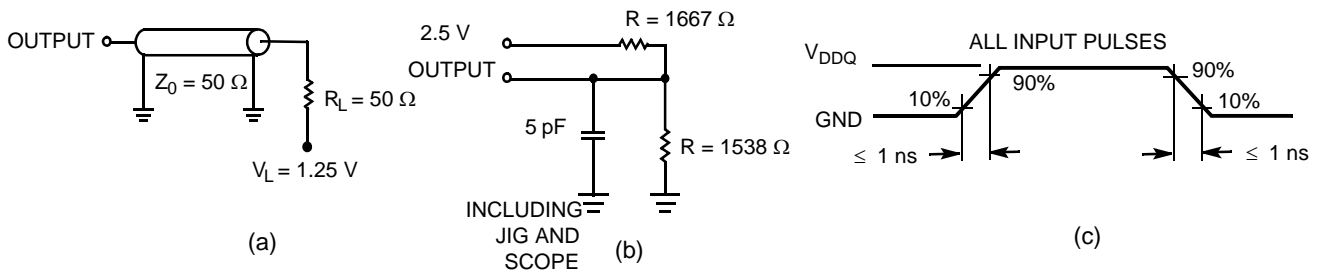 OUTPUT
Z0 = 50 Ω
RL = 50 Ω
VL = 1.25 V
(a)
R = 1667 Ω
2.5 V
OUTPUT
5 pF
R = 1538 Ω
INCLUDING
JIG AND
SCOPE
(b)
ALL INPUT PULSES
VDDQ
GND
10%
90%
90%
10%
≤ 1 ns
≤ 1 ns
(c)